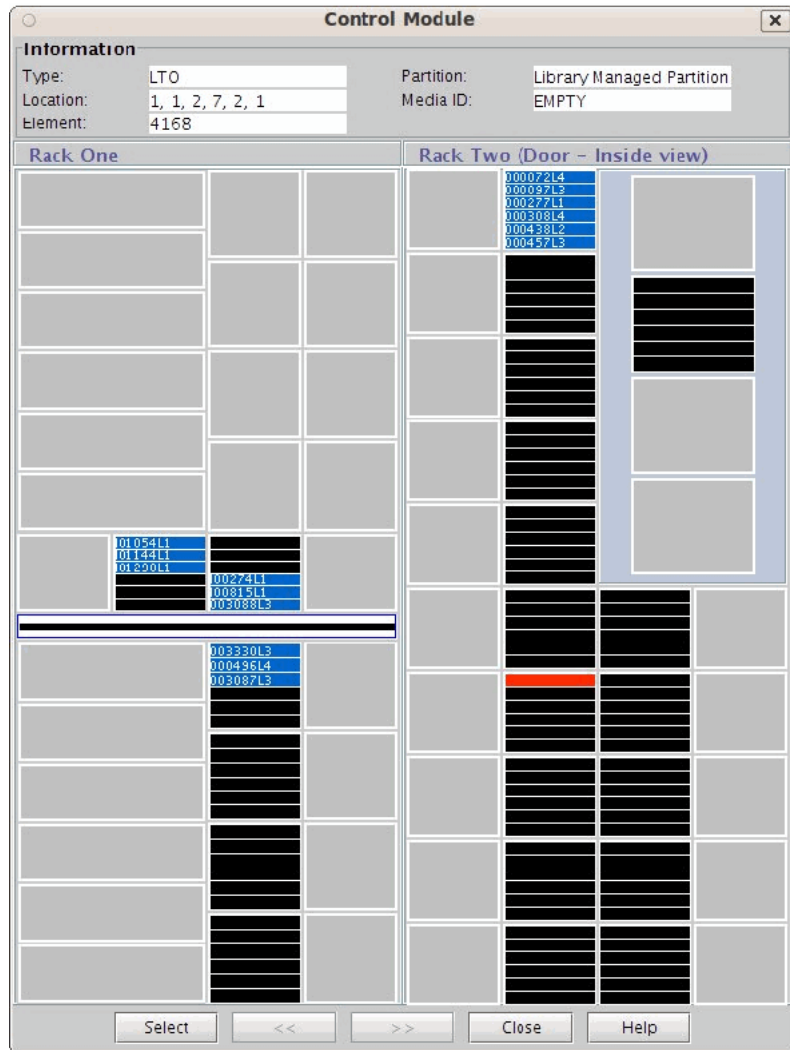 Control Module
Information
Type: LTO Partition: Library Managed Partition
Location: 1, 1, 2, 7, 2, 1 Media ID: EMPTY
Element: 4168
Rack One Rack Two (Door - Inside view)
000072L4
000097L3
000277L1
000308L4
000438L2
000457L3
01054L1
01144L1
01290L1
00274L1
00815L1
003088L3
003330L3
000496L4
003087L3
Select << >> Close Help